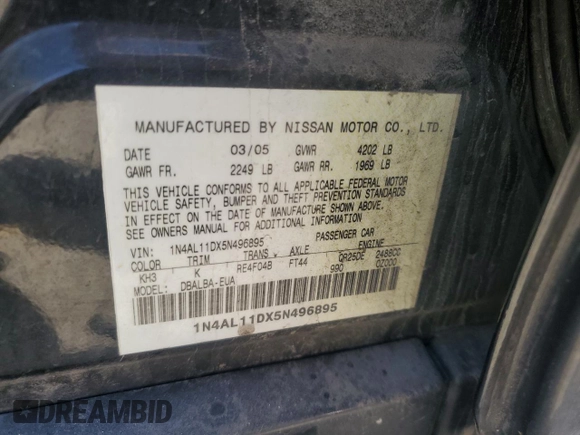 MANUFACTURED BY NISSAN MOTOR CO., LTD.
DATE 03/05 GVWR 4202 LB
GAWR FR. 2249 LB GAWR RR. 1969 LB
THIS VEHICLE CONFORMS TO ALL APPLICABLE FEDERAL MOTOR
VEHICLE SAFETY, BUMPER AND THEFT PREVENTION STANDARDS
IN EFFECT ON THE DATE OF MANUFACTURE SHOWN ABOVE.
SEE OWNERS MANUAL FOR ADDITIONAL INFORMATION
VIN: 1N4AL11DX5N496895 PASSENGER CAR
COLOR TRIM TRANS AXLE ENGINE
KH3 K RE4F04B FT44 QR25DE 2488CC
MODEL: DBALBA-EUA 990
1N4AL11DX5N496895
DREAMBID